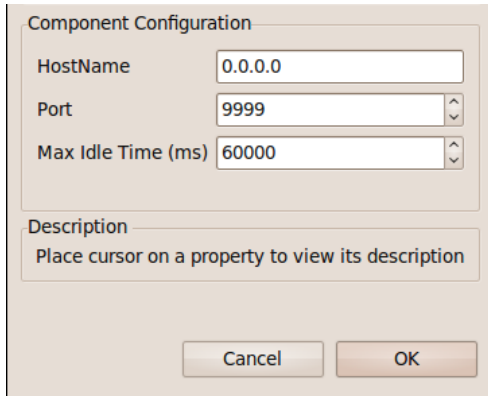 Component Configuration
HostName 0.0.0.0
Port 9999
Max Idle Time (ms) 60000
Description
Place cursor on a property to view its description
Cancel OK